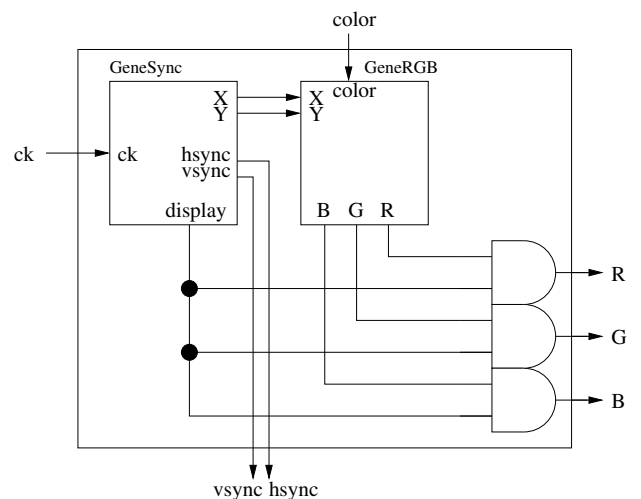 color
GeneSync
GeneRGB
X
X
color
Y
Y
ck
ck
hsync
vsync
display
B G R
R
G
B
vsync hsync